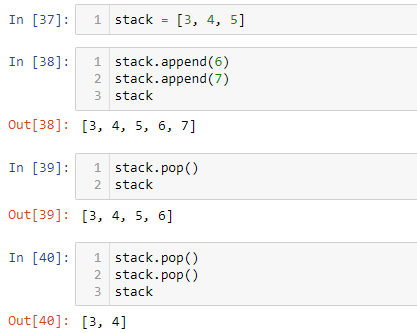 In [37]: 1 stack = [3, 4, 5]
In [38]: 1 stack.append(6)
2 stack.append(7)
3 stack
Out[38]: [3, 4, 5, 6, 7]
In [39]: 1 stack.pop()
2 stack
Out[39]: [3, 4, 5, 6]
In [40]: 1 stack.pop()
2 stack.pop()
3 stack
Out[40]: [3, 4]